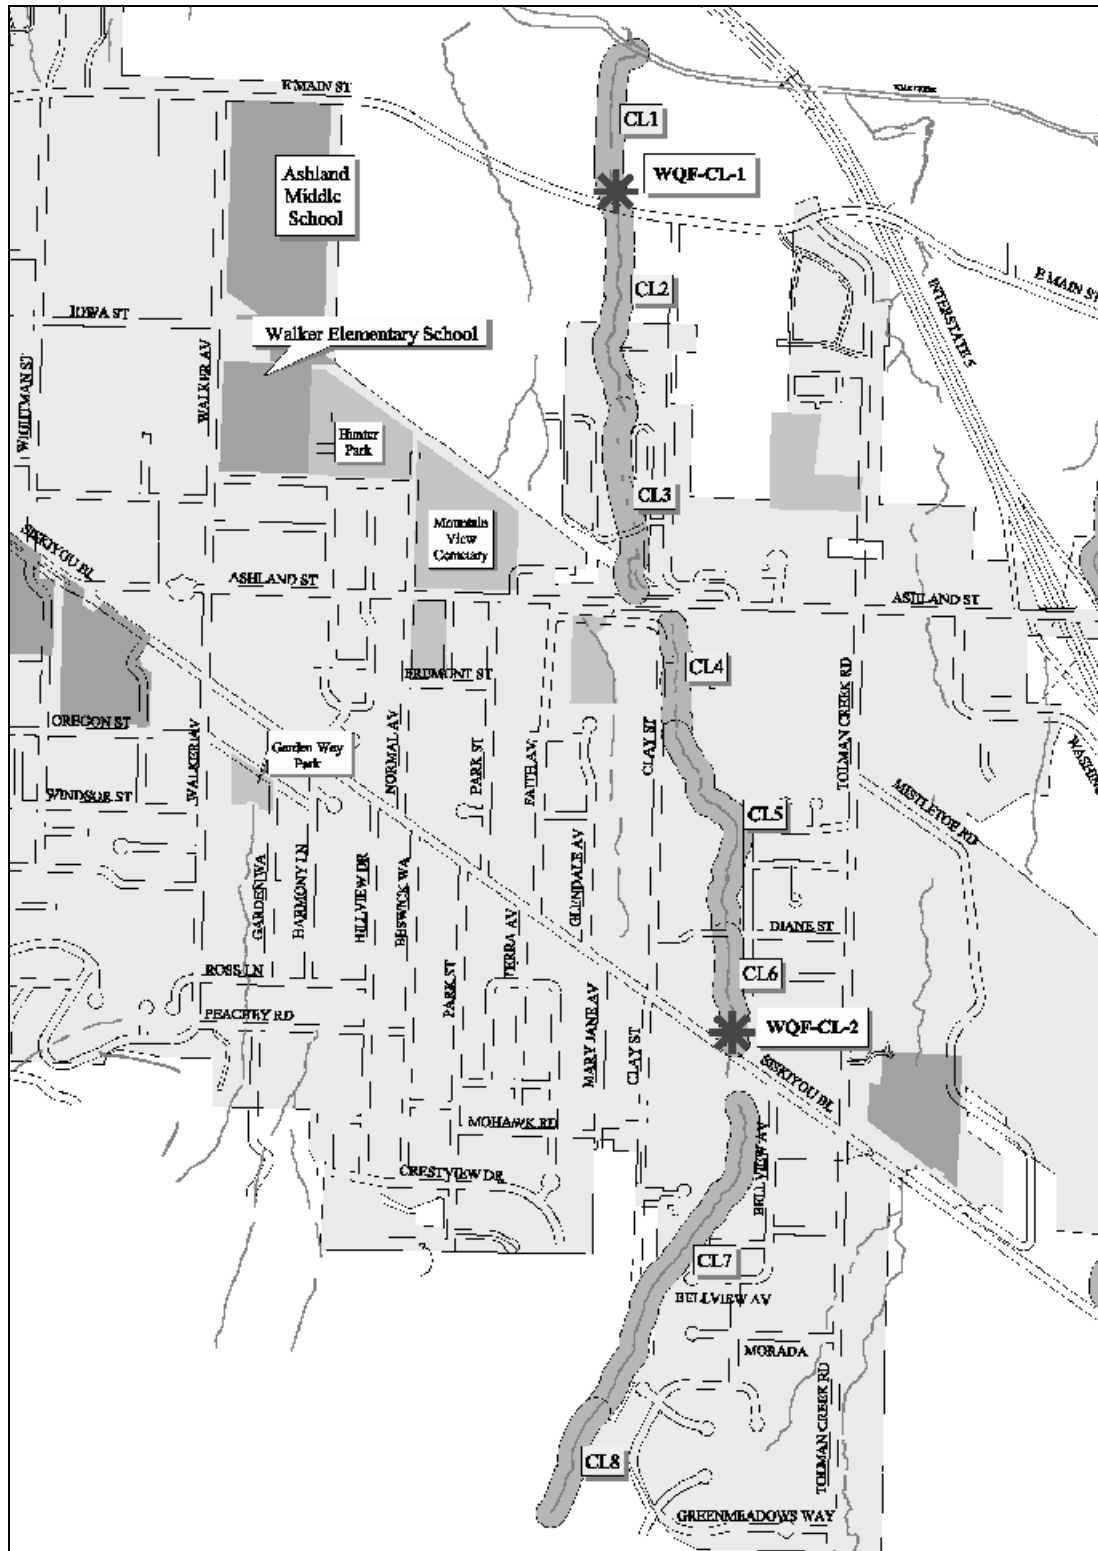 E MAIN ST
CL1
WQF-CL-1
Ashland
Middle
School
CL2
E MAIN ST
INTERSTATE 5
IOWA ST
Walker Elementary School
WIGHTMAN ST
WALKER AV
Hunter
Park
CL3
Mountain
View
Cemetary
SISKIYOU BL
ASHLAND ST
ASHLAND ST
CL4
FREMONT ST
OREGON ST
WALKER AV
Garden Way
Park
NORMAL AV
PARK ST
FAITH AV
CLAY ST
TOLMAN CREEK RD
WASHING
MISTLETOE RD
WINDSOR ST
CL5
GARDEN WA
HARMONY LN
HILLVIEW DR
BESWICK WA
GLENDALE AV
TERRA AV
DIANE ST
ROSS LN
PARK ST
CL6
PEACHEY RD
MARY JANE AV
CLAY ST
WQF-CL-2
SISKIYOU BL
MOHAWK RD
BELLVIEW AV
CRESTVIEW DR
CL7
BELLVIEW AV
MORADA
TOLMAN CREEK RD
CL8
GREENMEADOWS WAY